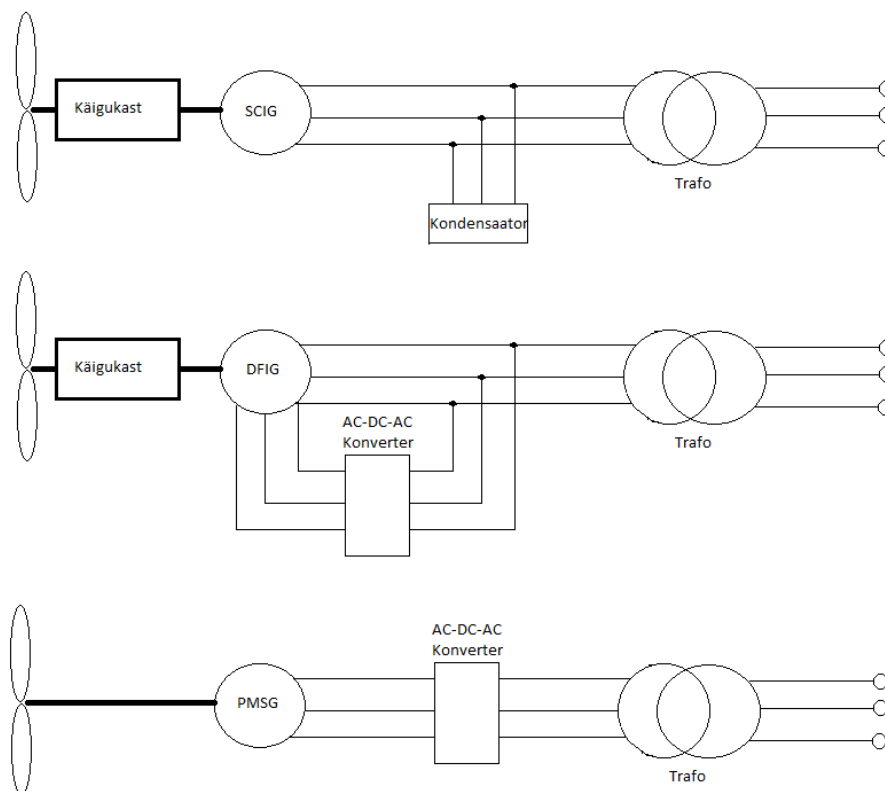 Käigukast
SCIG
Trafo
Kondensaator
Käigukast
DFIG
AC-DC-AC
Konverter
Trafo
AC-DC-AC
Konverter
PMSG
Trafo